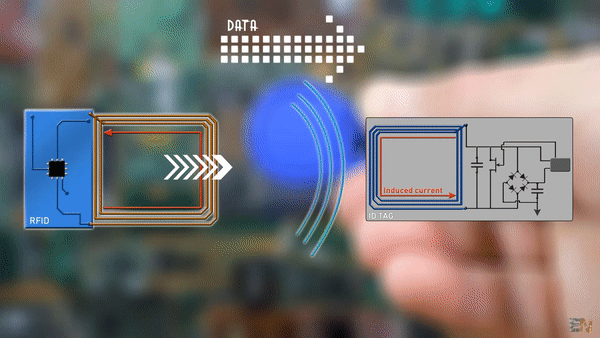 DATA
RFID
Induced current
ID TAG